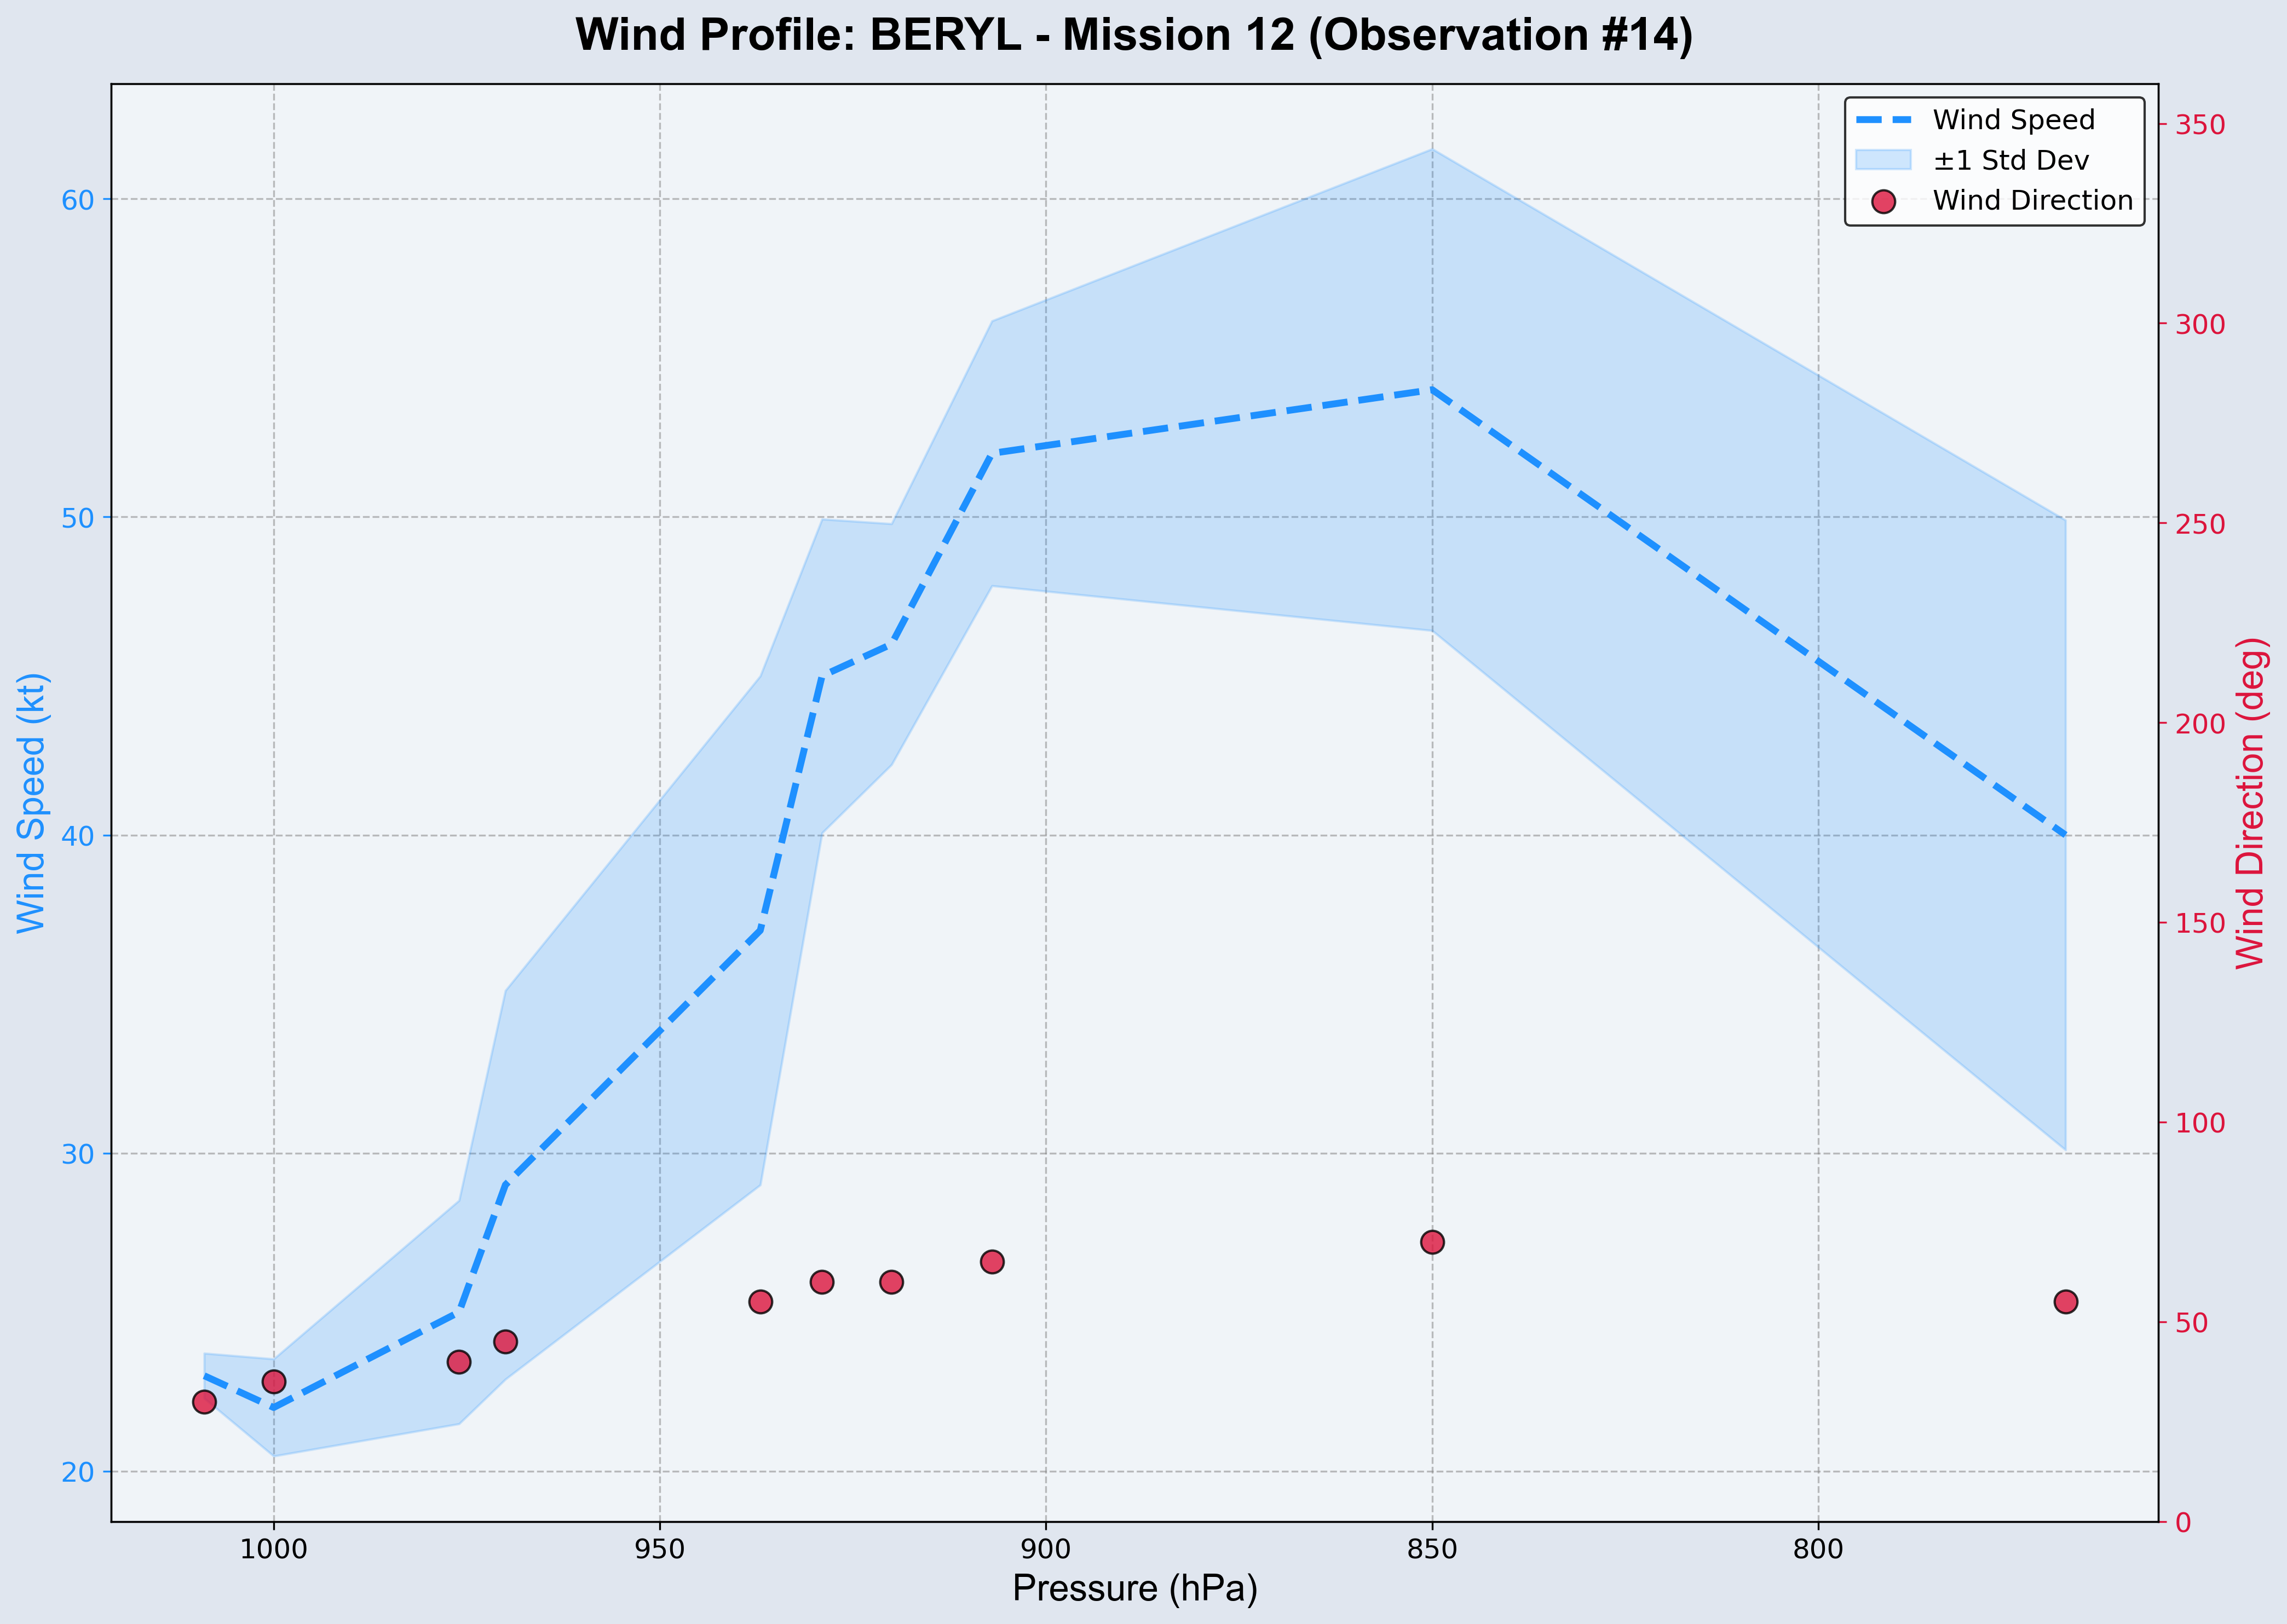 Wind Profile: BERYL - Mission 12 (Observation #14)
Wind Speed
±1 Std Dev
Wind Direction
60
50
40
30
20
Wind Speed (kt)
350
300
250
200
150
100
50
0
Wind Direction (deg)
1000
950
900
850
800
Pressure (hPa)